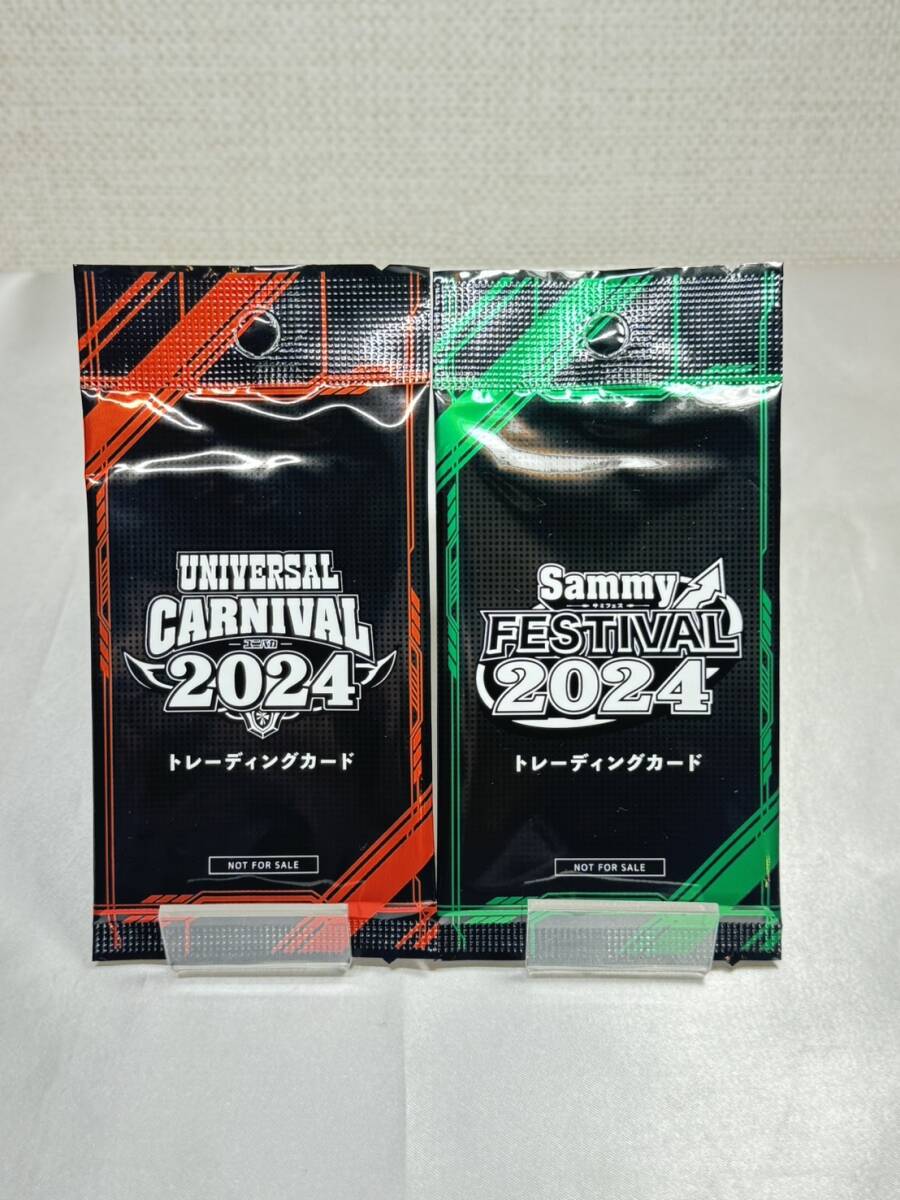 UNIVERSAL
CARNIVAL
ユニバカ
2024
トレーディングカード
NOT FOR SALE
Sammy
サミフェス
FESTIVAL
2024
トレーディングカード
NOT FOR SALE